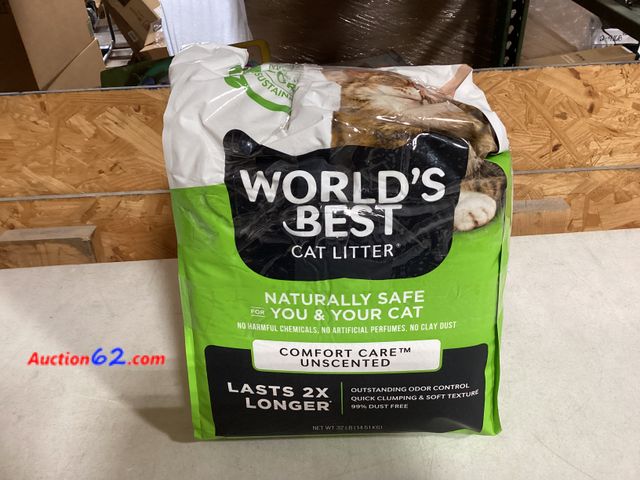 WORLD'S
BEST
CAT LITTER®
NATURALLY SAFE
FOR YOU & YOUR CAT
NO HARMFUL CHEMICALS, NO ARTIFICIAL PERFUMES, NO CLAY DUST
COMFORT CARE™
UNSCENTED
LASTS 2X
LONGER
OUTSTANDING ODOR CONTROL
QUICK CLUMPING & SOFT TEXTURE
99% DUST FREE
NET WT 32 LB (14.51KG)
Auction62.com